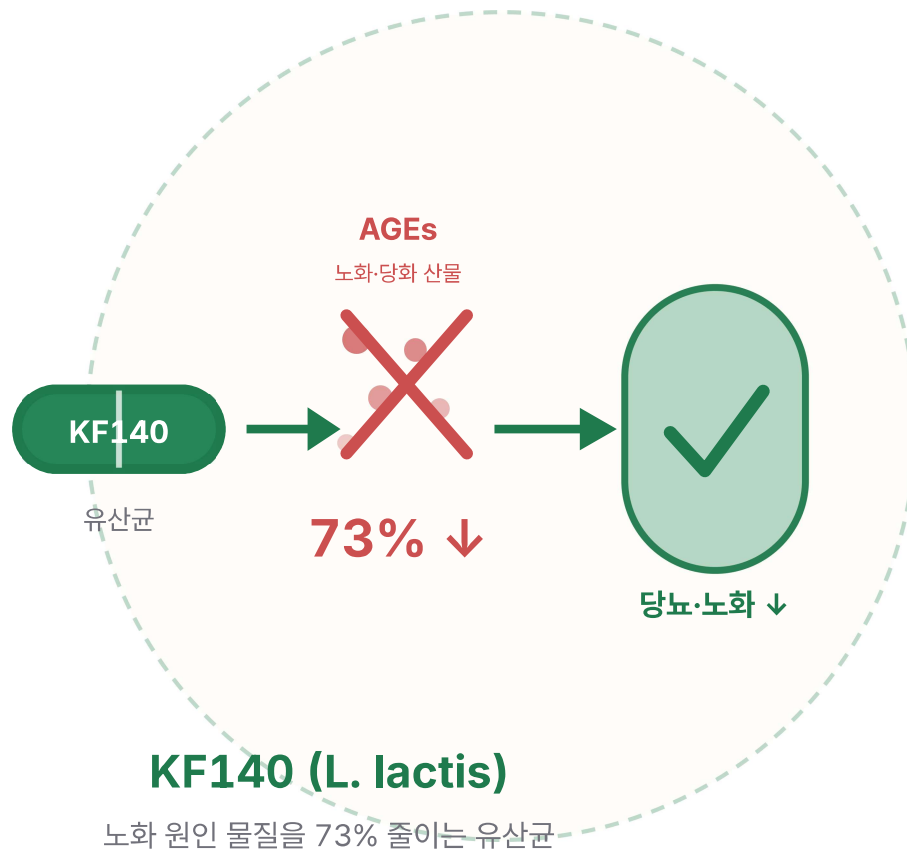 AGEs
노화·당화 산물
KF140
유산균
73% ↓
당뇨·노화 ↓
KF140 (L. lactis)
노화 원인 물질을 73% 줄이는 유산균